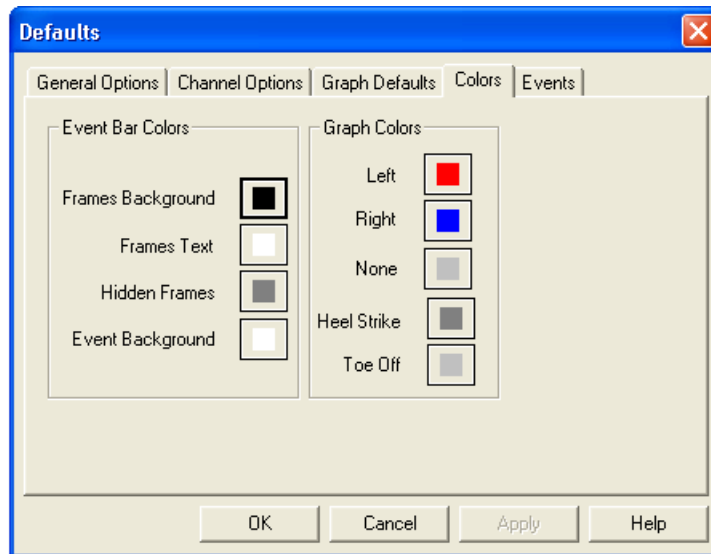 Defaults
General Options Channel Options Graph Defaults Colors Events
Event Bar Colors
Frames Background
Frames Text
Hidden Frames
Event Background
Graph Colors
Left
Right
None
Heel Strike
Toe Off
OK Cancel Apply Help